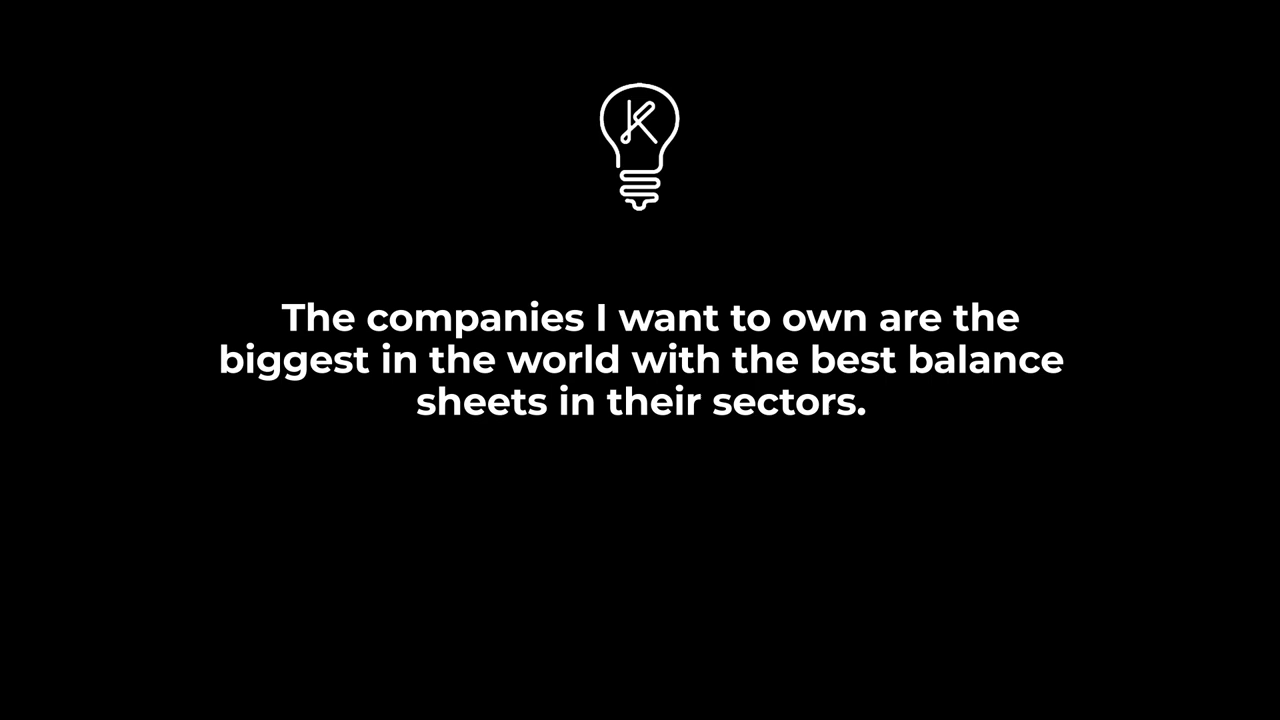 K
The companies I want to own are the
biggest in the world with the best balance
sheets in their sectors.